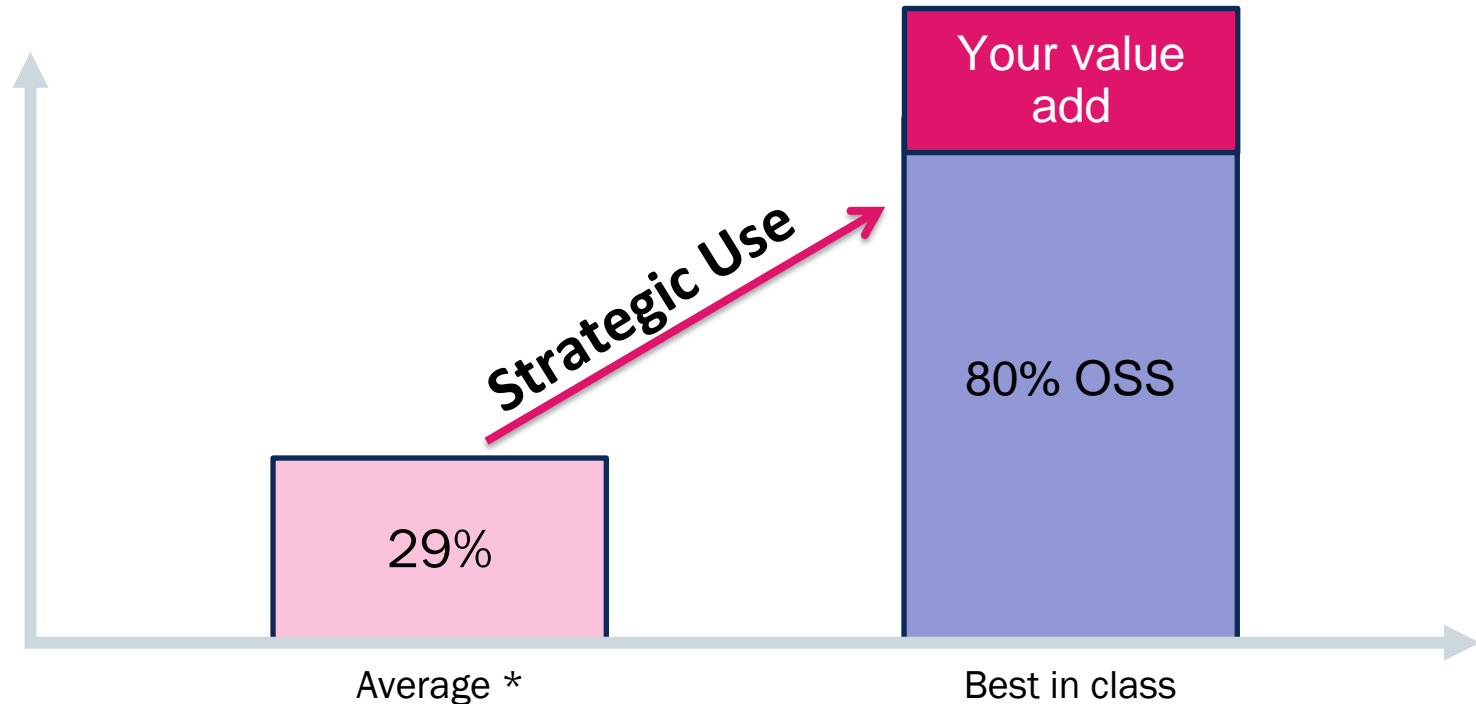 Your value
add
Strategic Use
80% OSS
29%
Average *
Best in class